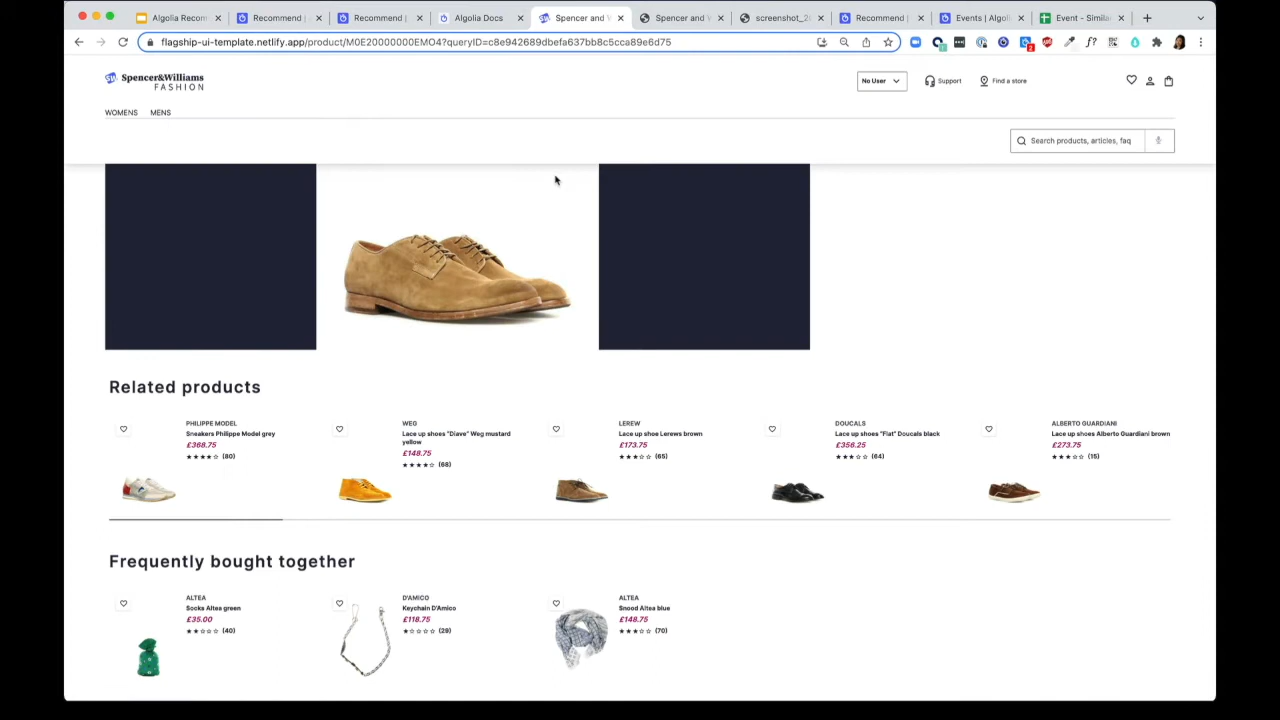 Algolia Recom
Recommend |
Recommend |
Algolia Docs
Spencer and W
Spencer and W
screenshot_2
Recommend |
Events | Algoli
Event - Simila
flagship-ui-template.netlify.app/product/M0E20000000EMO4?queryID=c8e942689dbefa637bb8c5cca89e6d75
Spencer&Williams
FASHION
No User
Support
Find a store
WOMENS
MENS
Search products, articles, faq
Related products
PHILIPPE MODEL
Sneakers Philippe Model grey
£368.75
(80)
WEG
Lace up shoes "Diave" Weg mustard
yellow
£148.75
(68)
LEREW
Lace up shoe Lerews brown
£173.75
(65)
DOUCALS
Lace up shoes "Flat" Doucals black
£356.25
(64)
ALBERTO GUARDIANI
Lace up shoes Alberto Guardiani brown
£273.75
(15)
Frequently bought together
ALTEA
Socks Altea green
£35.00
(40)
D'AMICO
Keychain D'Amico
£118.75
(29)
ALTEA
Snood Altea blue
£148.75
(70)